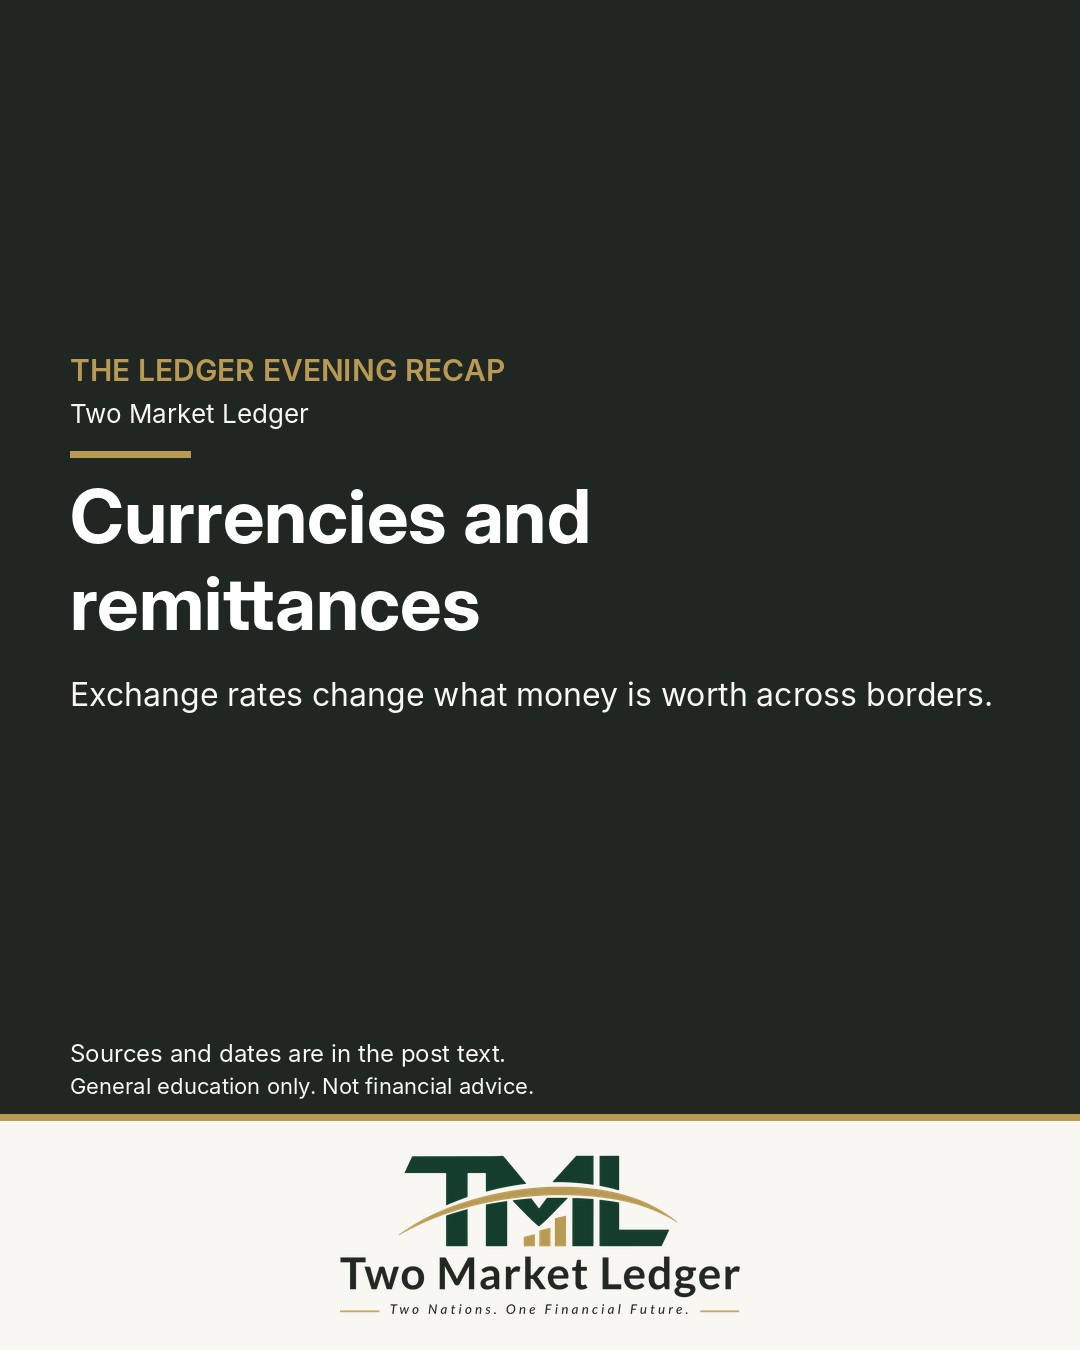 THE LEDGER EVENING RECAP
Two Market Ledger
Currencies and
remittances
Exchange rates change what money is worth across borders.
Sources and dates are in the post text.
General education only. Not financial advice.
TML
Two Market Ledger
Two Nations. One Financial Future.